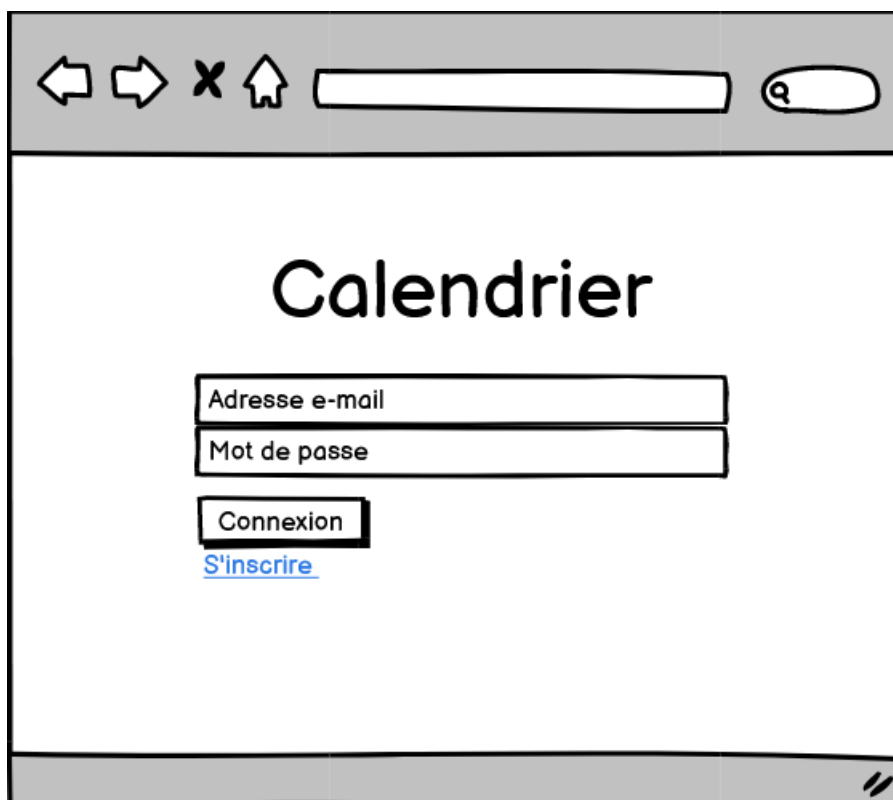 Calendrier
Adresse e-mail
Mot de passe
Connexion
S'inscrire